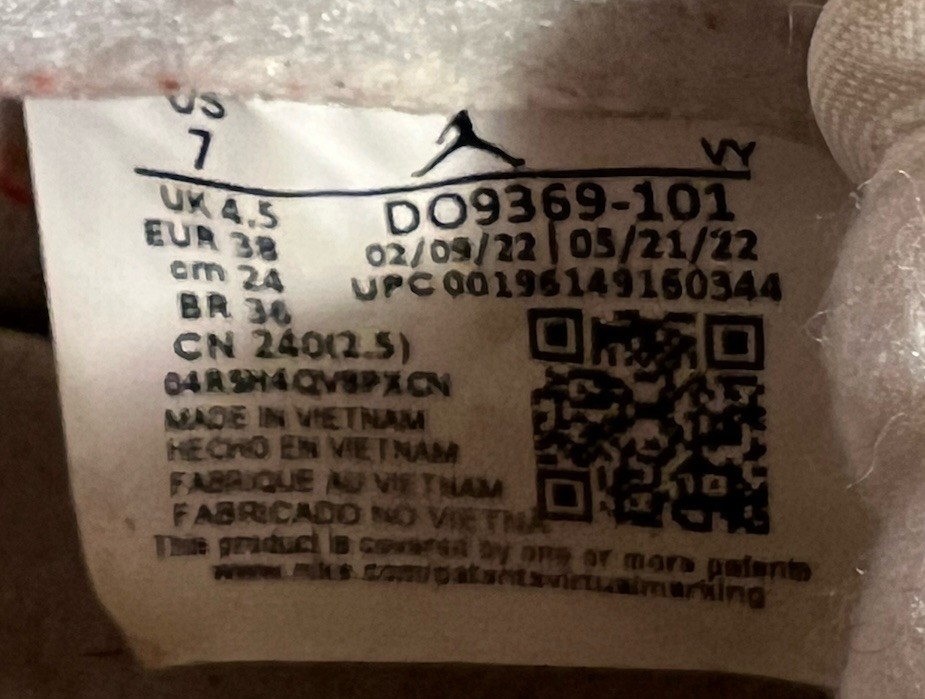 US
7
VY
UK 4.5
DO9369-101
EUR 38
02/09/22 | 05/21/22
cm 24
UPC 00196149160344
BR 36
CN 240(2.5)
MADE IN VIETNAM
HECHO EN VIETNAM
FABRIQUE AU VIETNAM
FABRICADO NO VIETNA
This product is covered by one or more patents
www.nike.com/patentsvirtualmarking